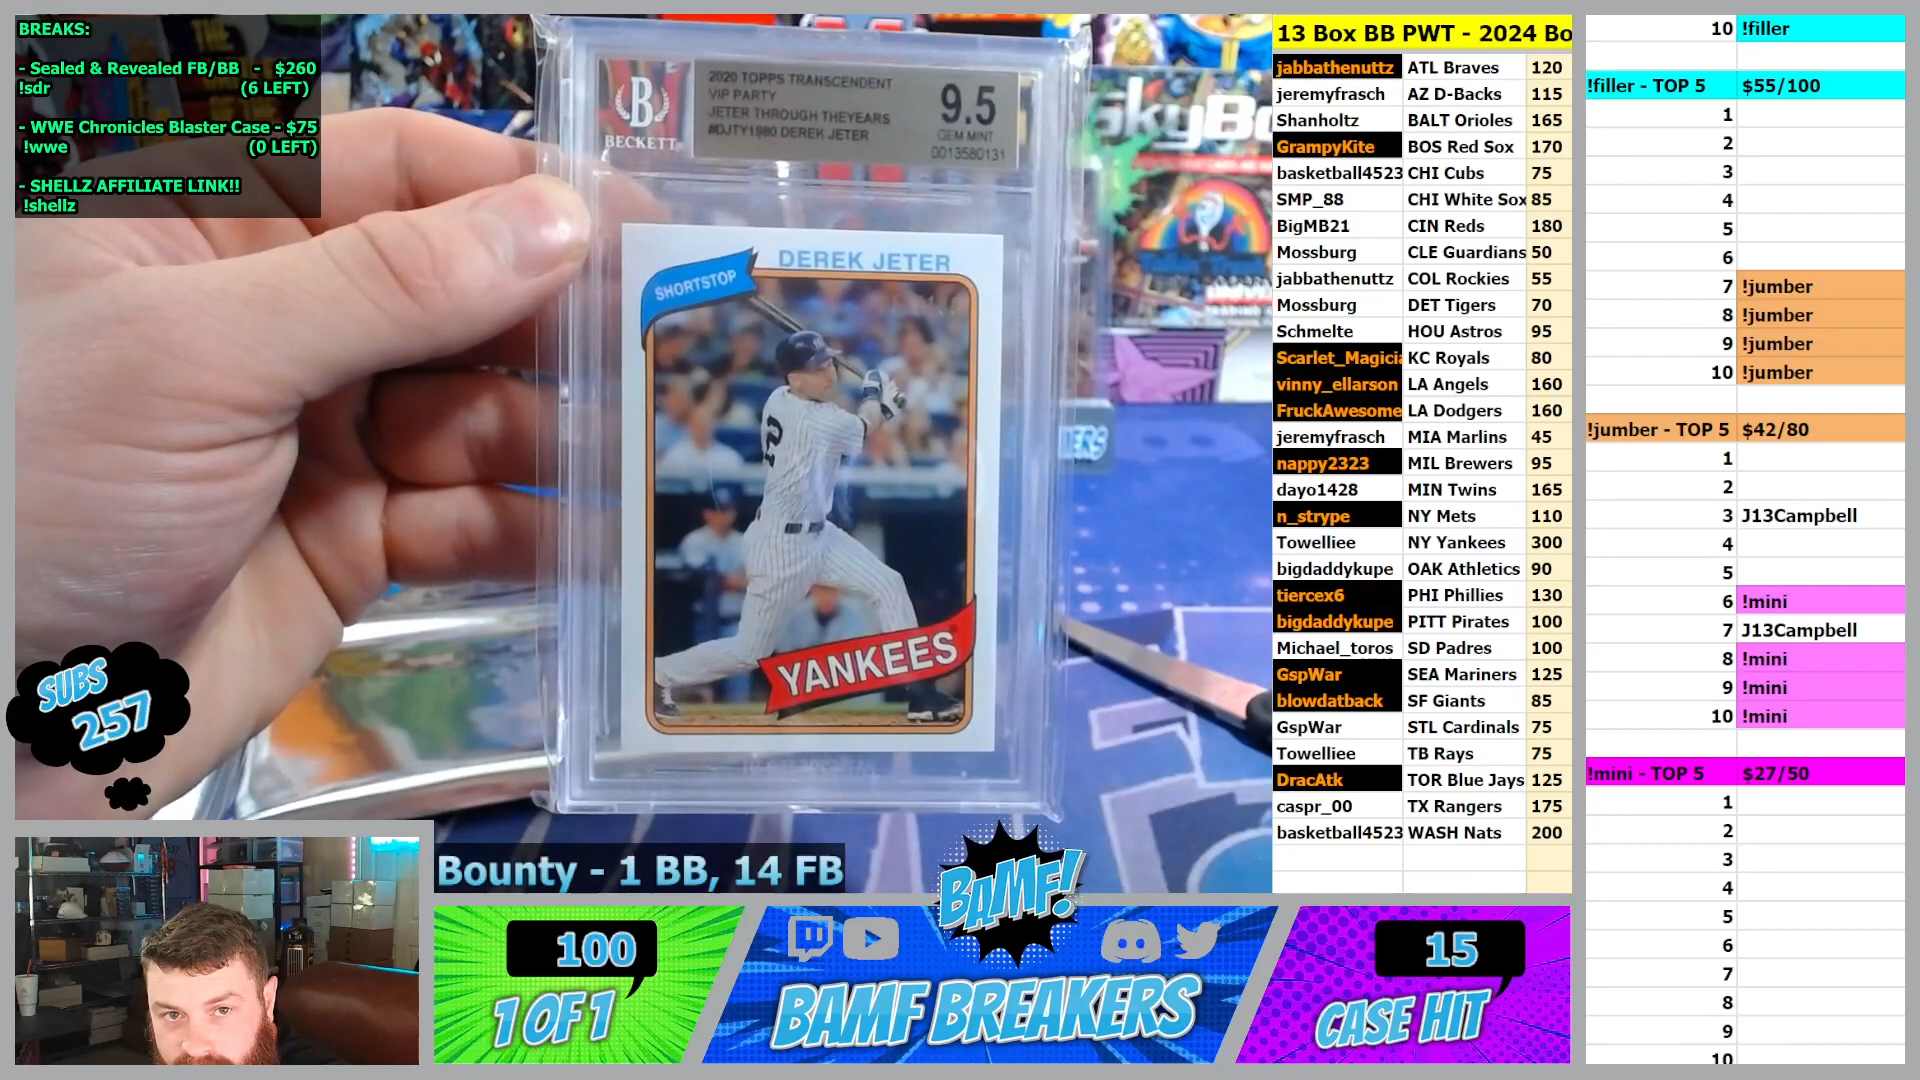 BREAKS:
- Sealed & Revealed FB/BB - $260
!sdr (6 LEFT)
- WWE Chronicles Blaster Case - $75
!wwe (0 LEFT)
- SHELLZ AFFILIATE LINK!!
!shellz
BECKETT
2020 TOPPS TRANSCENDENT
VIP PARTY
JETER THROUGH THEYEARS
#DJTY1980 DEREK JETER
9.5
GEM MINT
0013580131
DEREK JETER
SHORTSTOP
2
YANKEES
SUBS
257
Bounty - 1 BB, 14 FB
BAMF!
100
1 OF 1
BAMF BREAKERS
15
CASE HIT
13 Box BB PWT - 2024 Bo
jabbathenuttz ATL Braves 120
jeremyfrasch AZ D-Backs 115
Shanholtz BALT Orioles 165
GrampyKite BOS Red Sox 170
basketball4523 CHI Cubs 75
SMP_88 CHI White Sox 85
BigMB21 CIN Reds 180
Mossburg CLE Guardians 50
jabbathenuttz COL Rockies 55
Mossburg DET Tigers 70
Schmelte HOU Astros 95
Scarlet_Magicia KC Royals 80
vinny_ellarson LA Angels 160
FruckAwesome LA Dodgers 160
jeremyfrasch MIA Marlins 45
nappy2323 MIL Brewers 95
dayo1428 MIN Twins 165
n_strype NY Mets 110
Towelliee NY Yankees 300
bigdaddykupe OAK Athletics 90
tiercex6 PHI Phillies 130
bigdaddykupe PITT Pirates 100
Michael_toros SD Padres 100
GspWar SEA Mariners 125
blowdatback SF Giants 85
GspWar STL Cardinals 75
Towelliee TB Rays 75
DracAtk TOR Blue Jays 125
caspr_00 TX Rangers 175
basketball4523 WASH Nats 200
10 !filler
!filler - TOP 5 $55/100
1
2
3
4
5
6
7 !jumber
8 !jumber
9 !jumber
10 !jumber
!jumber - TOP 5 $42/80
1
2
3 J13Campbell
4
5
6 !mini
7 J13Campbell
8 !mini
9 !mini
10 !mini
!mini - TOP 5 $27/50
1
2
3
4
5
6
7
8
9
10